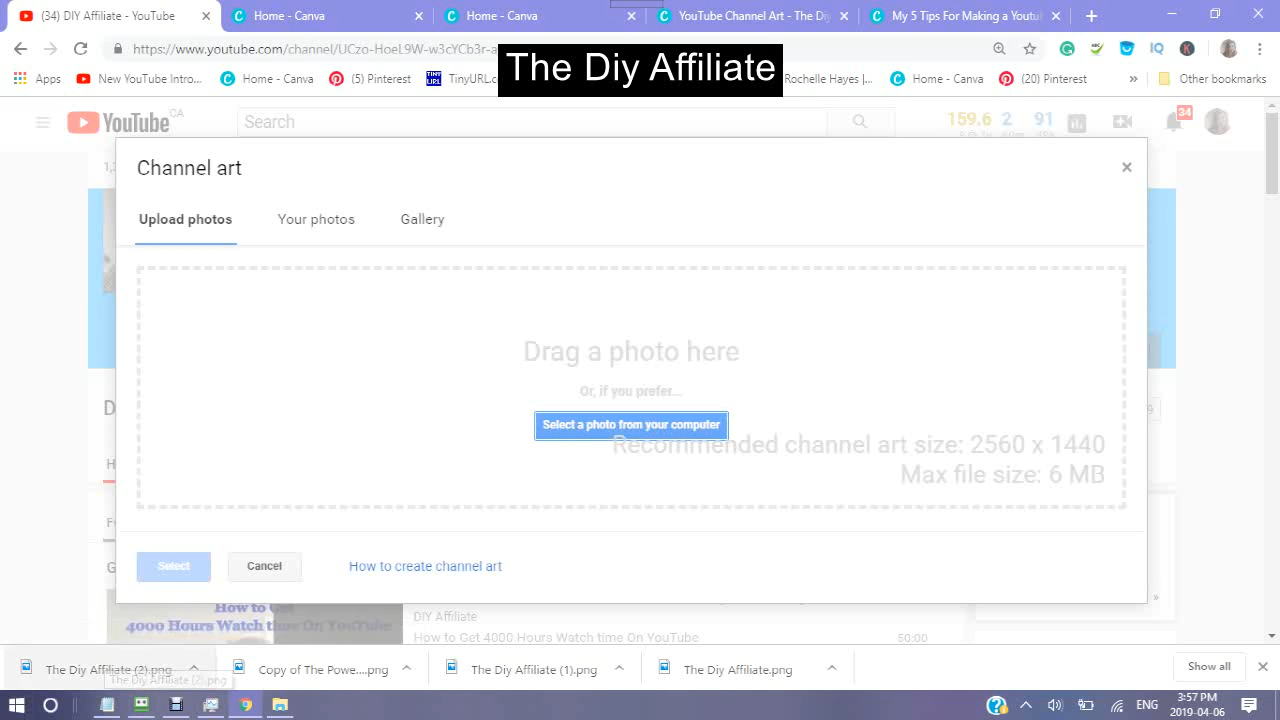 (34) DIY Affiliate - YouTube
Home - Canva
Home - Canva
YouTube Channel Art - The Diy
My 5 Tips For Making a Youtu
https://www.youtube.com/channel/UCzo-HoeL9W-w3cYCb3r-a
The Diy Affiliate
Apps
New YouTube Intro...
Home - Canva
(5) Pinterest
TinyURL.c
Rochelle Hayes |...
Home - Canva
(20) Pinterest
»
Other bookmarks
YouTube CA
Search
159.6 2 91
34
Channel art
Upload photos
Your photos
Gallery
Drag a photo here
Or, if you prefer...
Select a photo from your computer
Recommended channel art size: 2560 x 1440
Max file size: 6 MB
Select
Cancel
How to create channel art
How to Get
4000 Hours Watch time On YouTube
DIY Affiliate
How to Get 4000 Hours Watch time On YouTube
50:00
The Diy Affiliate (2).png
Copy of The Powe....png
The Diy Affiliate (1).png
The Diy Affiliate.png
Show all
The Diy Affiliate (2).png
ENG
3:57 PM
2019-04-06